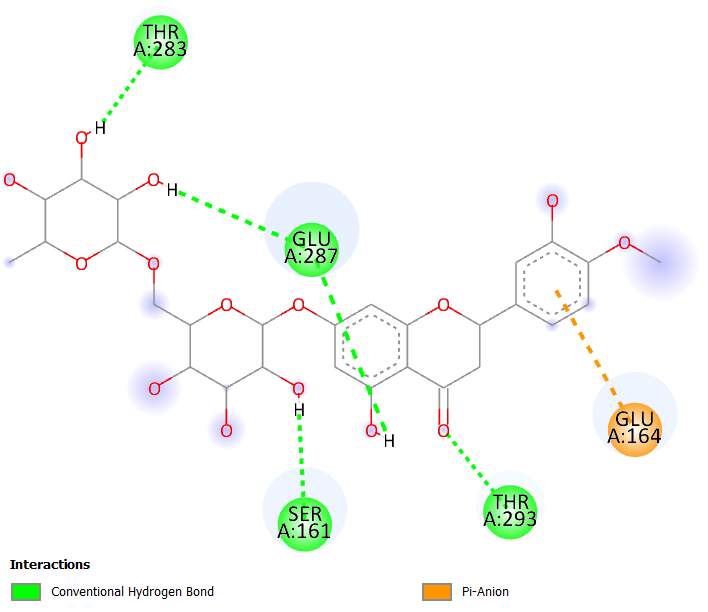 THR
A:283
H
O
O
O
H
O
O
O
GLU
A:287
O
O
O
O
O
O
O
H
O
O
H
O
GLU
A:164
SER
A:161
THR
A:293
Interactions
Conventional Hydrogen Bond
Pi-Anion